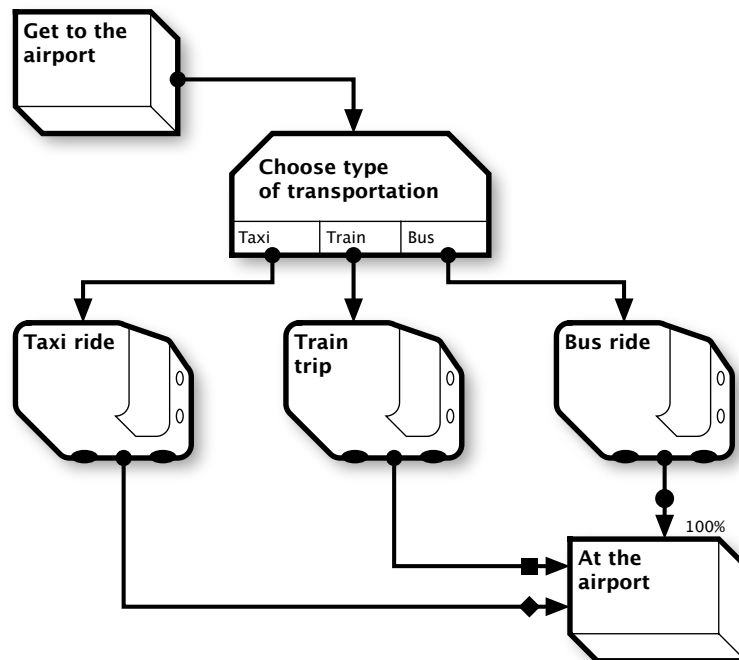 Get to the
airport
Choose type
of transportation
Taxi
Train
Bus
Taxi ride
Train
trip
Bus ride
100%
At the
airport